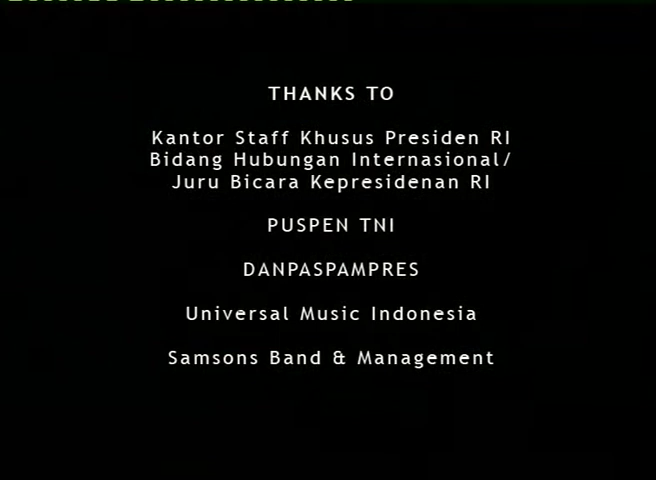 THANKS TO
Kantor Staff Khusus Presiden RI
Bidang Hubungan Internasional/
Juru Bicara Kepresidenan RI
PUSPEN TNI
DANPASPAMPRES
Universal Music Indonesia
Samsons Band & Management